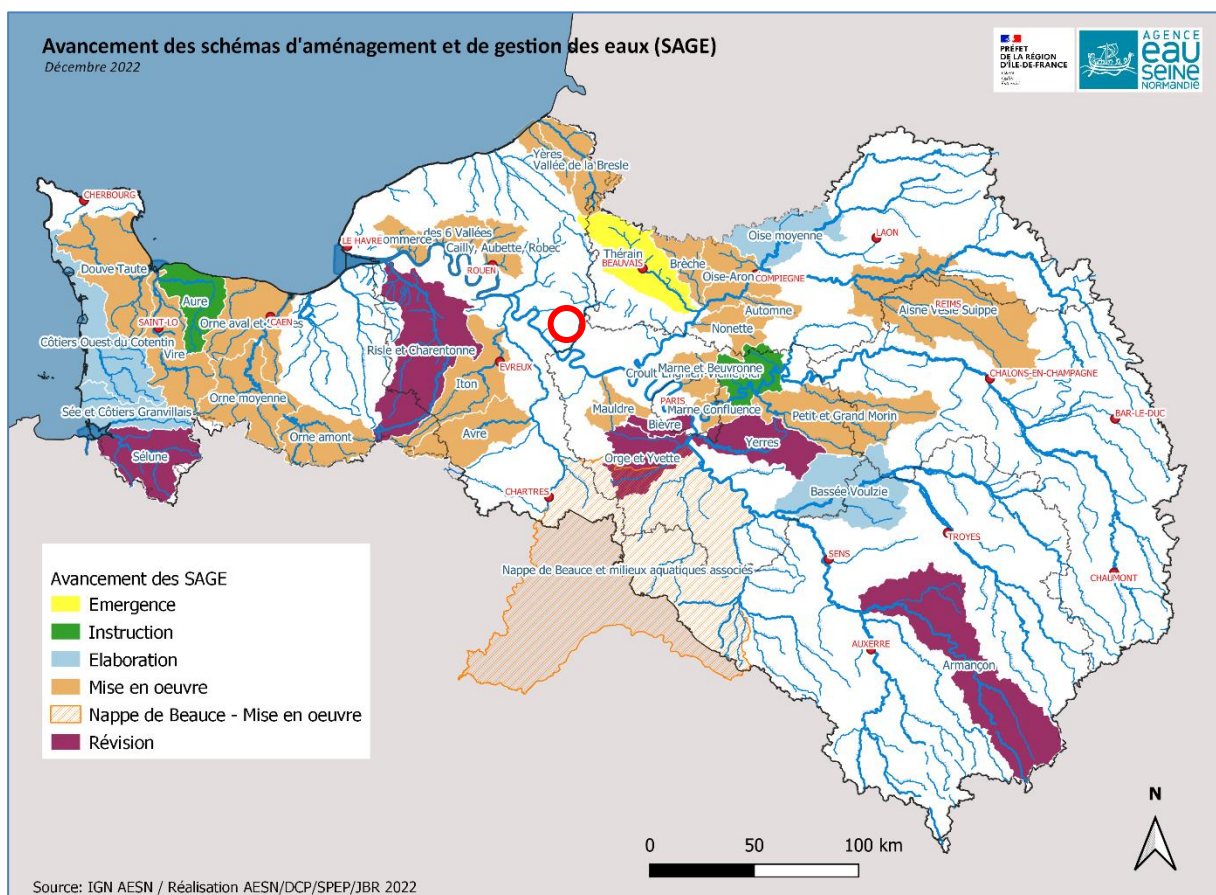 Avancement des schémas d'aménagement et de gestion des eaux (SAGE)
Décembre 2022
PRÉFET
DE LA RÉGION
D'ÎLE-DE-FRANCE
AGENCE
eau
SEINE
NORMANDIE
Yères
Vallée de la Bresle
CHERBOURG
des 6 Vallées
LE HAVRE
ommerce
Cailly, Aubette, Robec
ROUEN
Oise moyenne
LAON
Thérain
BEAUVAIS
Brèche
Oise-Aron
COMPIEGNE
Douve Taute
Aure
Automne
REIMS
Aisne Vesle Suippe
SAINT-LO
Orne aval et
CAEN
Nonette
Côtiers Ouest du Cotentin
Vire
Risle et Charentonne
EVREUX
Iton
Croult
Marne et Beuvronne
CHALONS-EN-CHAMPAGNE
Orne moyenne
Mauldre
PARIS
Marne Confluence
Petit et Grand Morin
BAR-LE-DUC
Sée et Côtiers Granvillais
Orne amont
Avre
Bièvre
Yerres
Sélune
Orge et Yvette
CHARTRES
Bassée Voulzie
TROYES
SENS
Nappe de Beauce et milieux aquatiques associés
CHAUMONT
AUXERRE
Armançon
Avancement des SAGE
Emergence
Instruction
Elaboration
Mise en oeuvre
Nappe de Beauce - Mise en oeuvre
Révision
N
0 50 100 km
Source: IGN AESN / Réalisation AESN/DCP/SPEP/JBR 2022